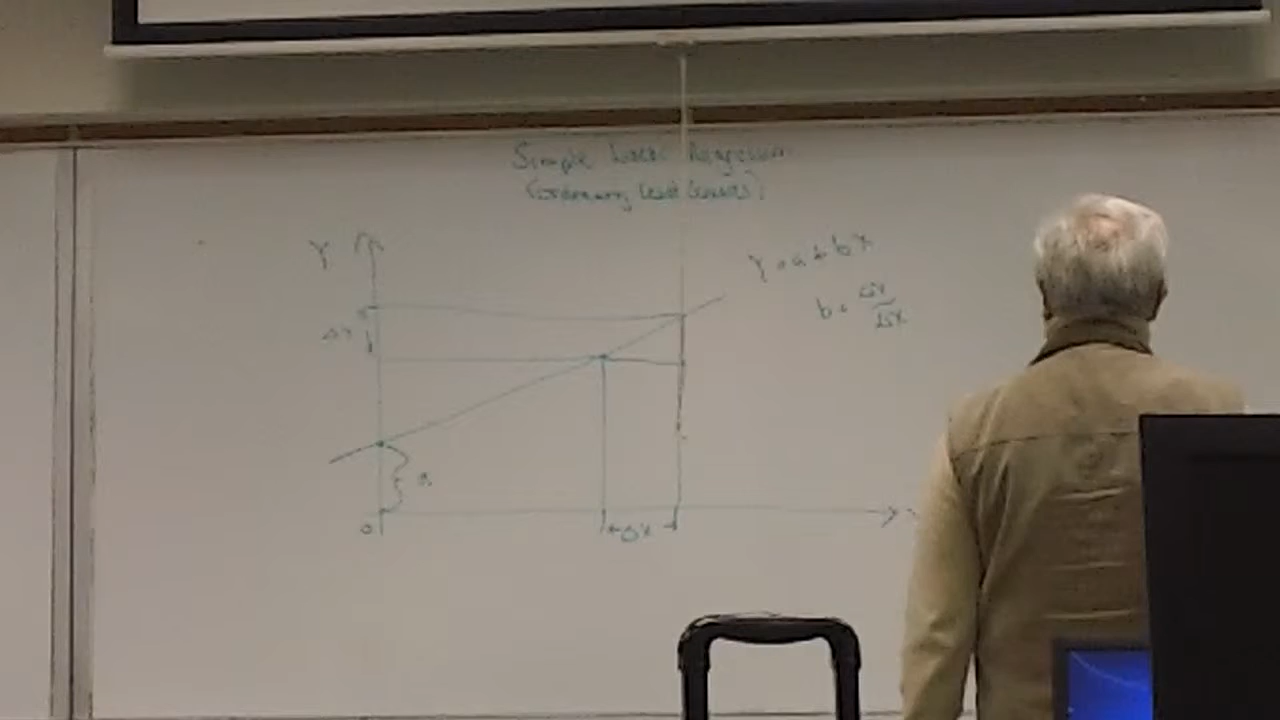 Simple Linear Regression
(Ordinary Least Squares)
Y
Y = a + bX
b = ΔY/ΔX
ΔY
a
0
ΔX